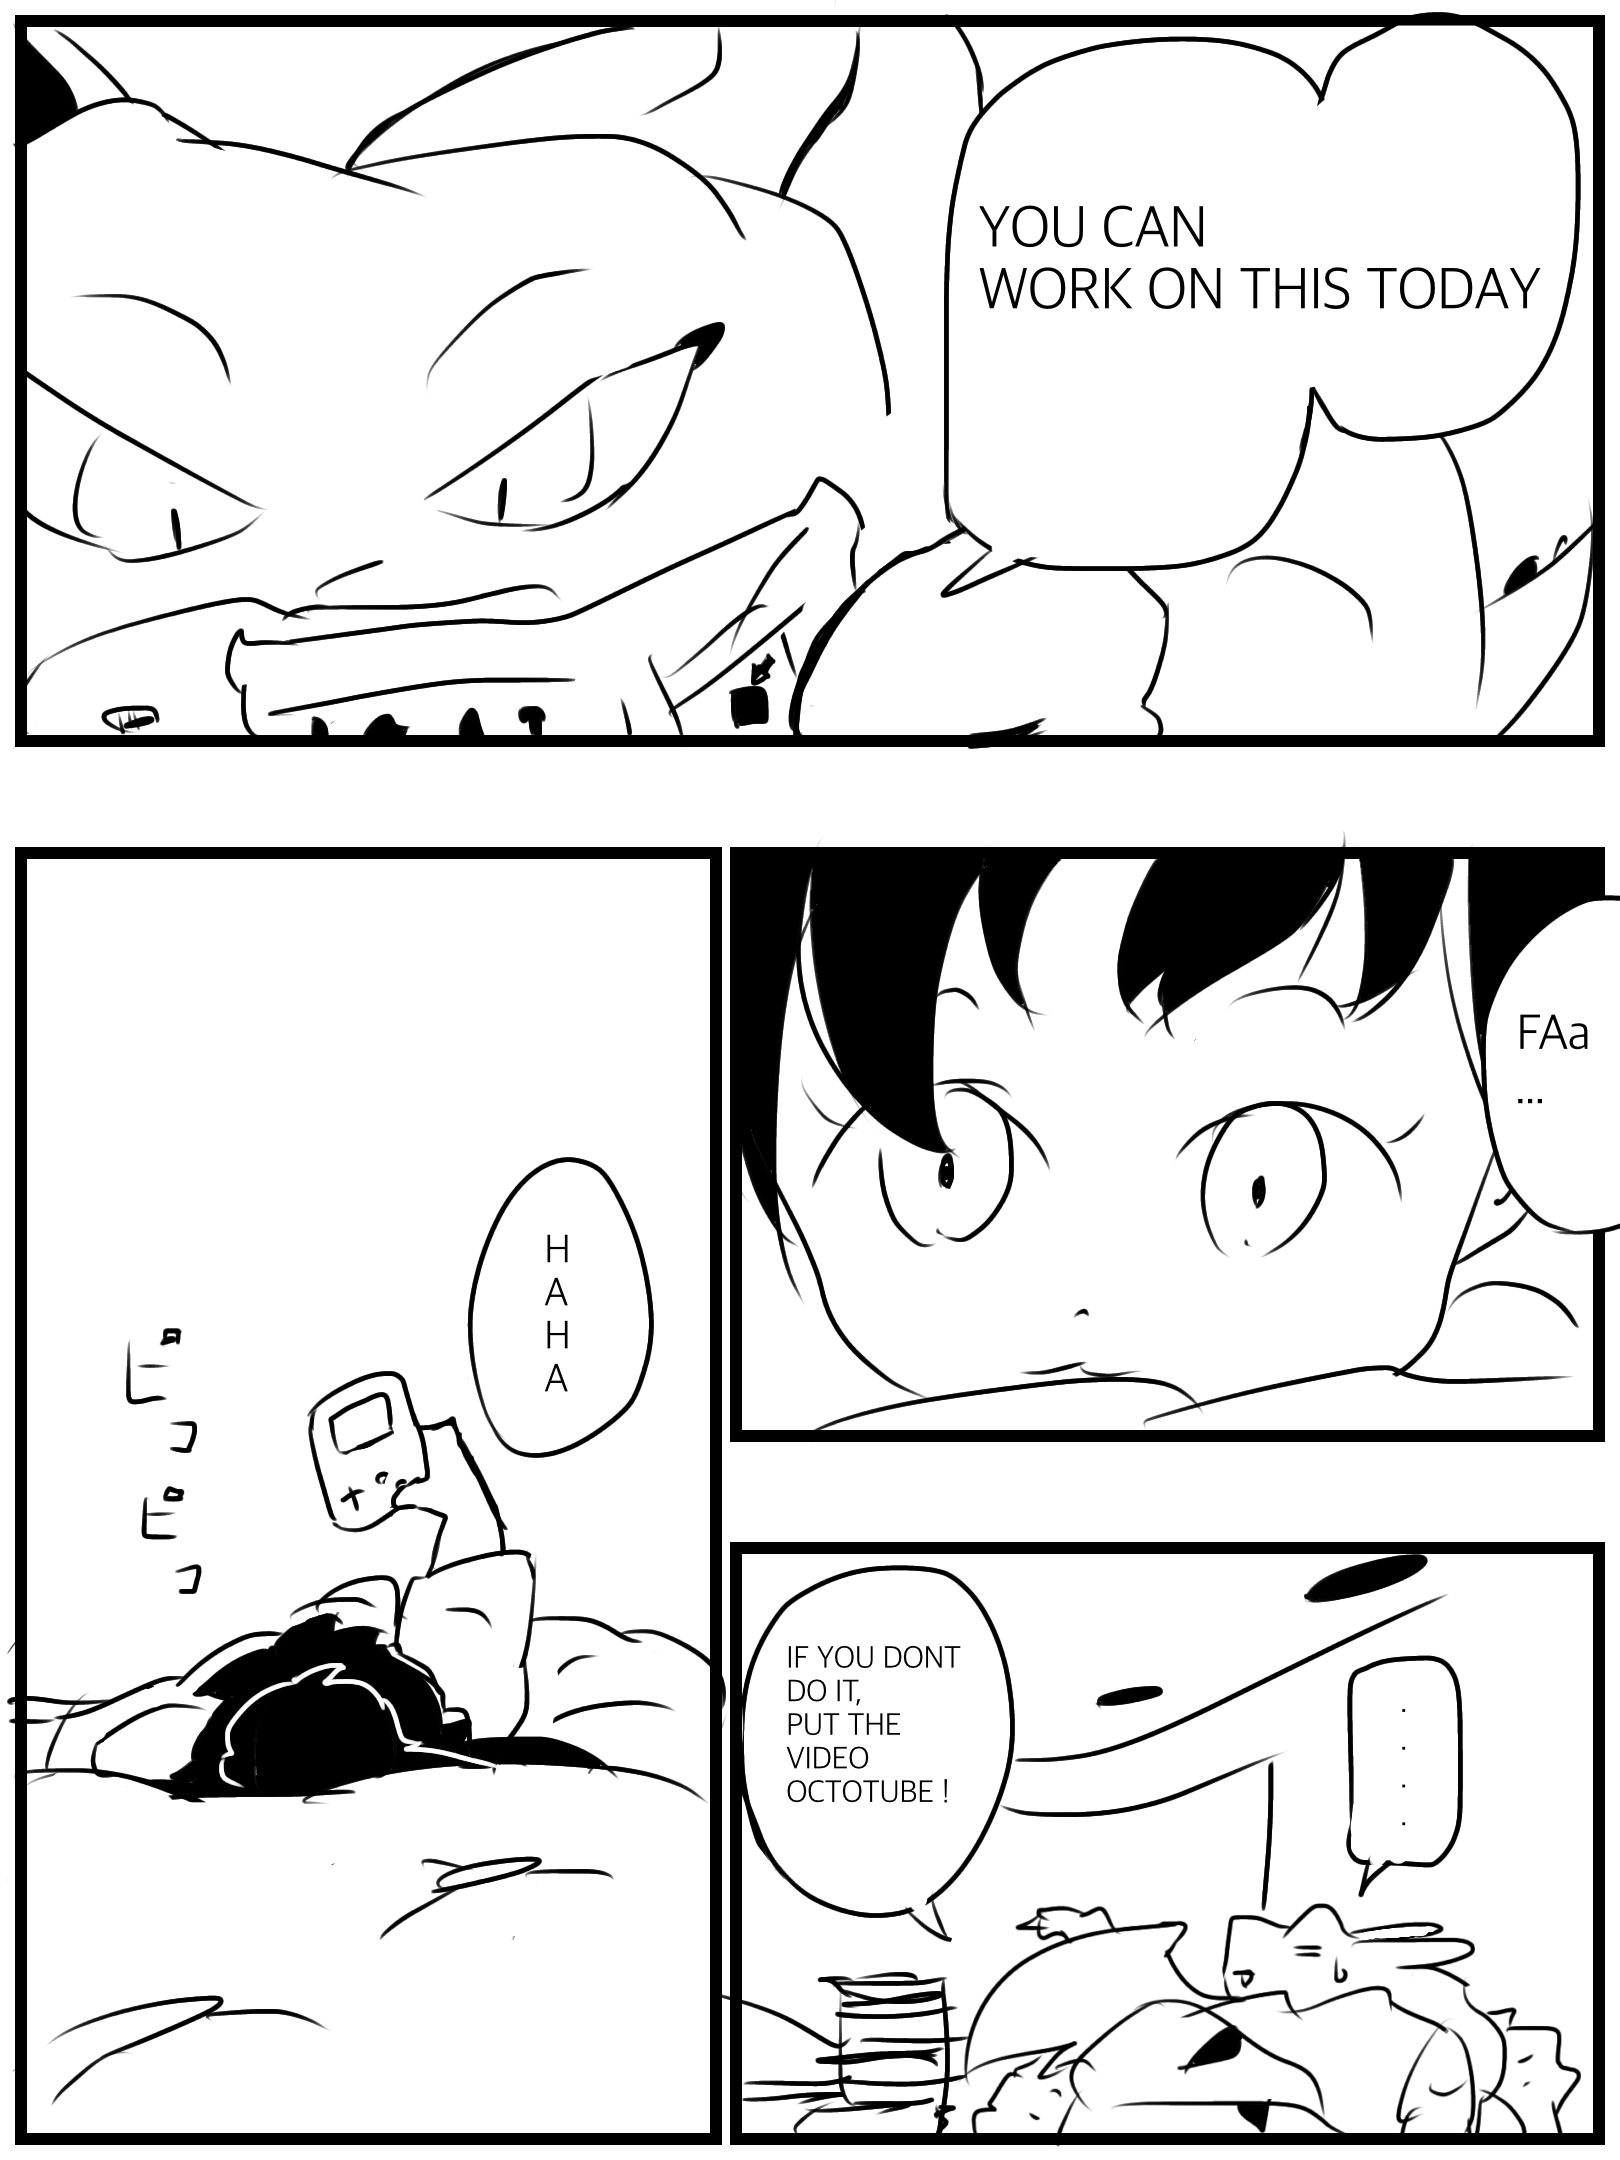 YOU CAN
WORK ON THIS TODAY
FAa
...
H
A
H
A
ピ
コ
ピ
コ
IF YOU DONT
DO IT,
PUT THE
VIDEO
OCTOTUBE !
.
.
.
.